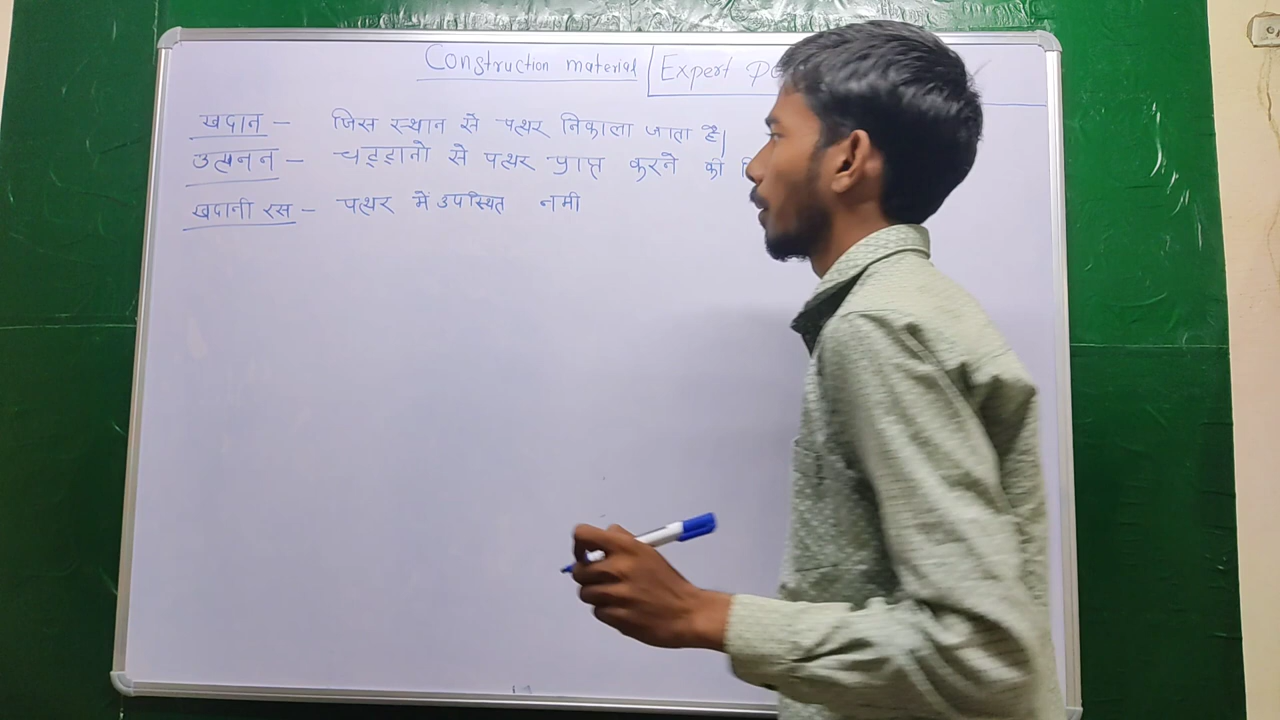 Construction material | Expert
खदान - जिस स्थान से पत्थर निकाला जाता है|
उत्खनन - चट्टानो से पत्थर प्राप्त करने की
खदानी रस - पत्थर में उपस्थित नमी